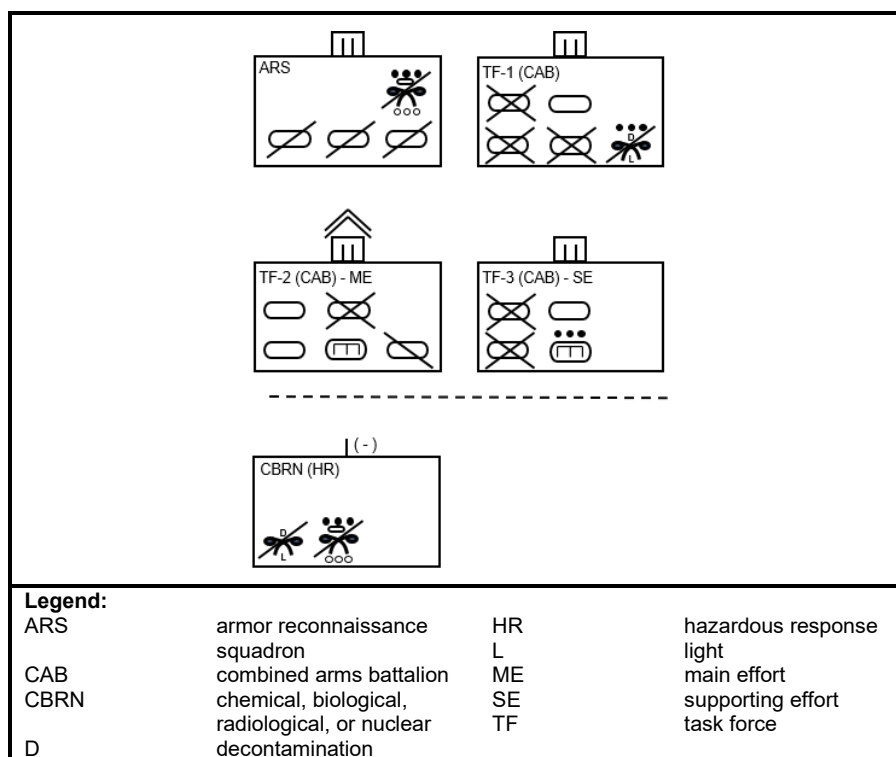 ARS
TF-1 (CAB)
D
L
TF-2 (CAB) - ME
TF-3 (CAB) - SE
(-)
CBRN (HR)
D
L
Legend:
ARS armor reconnaissance squadron
CAB combined arms battalion
CBRN chemical, biological, radiological, or nuclear
D decontamination
HR hazardous response
L light
ME main effort
SE supporting effort
TF task force